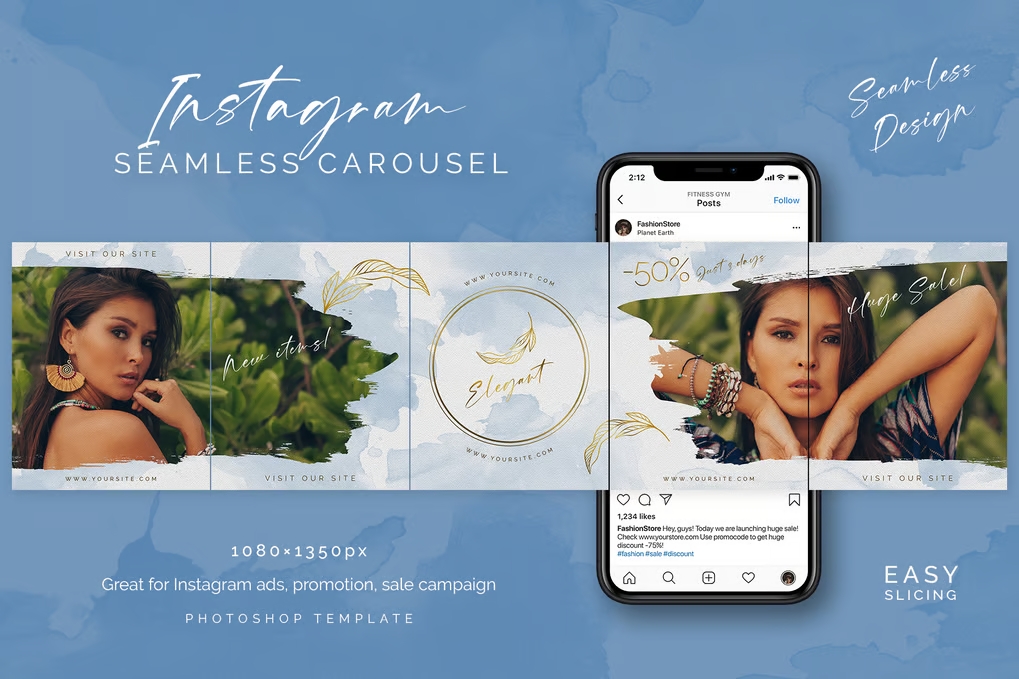 Instagram
SEAMLESS CAROUSEL
Seamless
Design
2:12
FITNESS GYM
Posts
Follow
FashionStore
Planet Earth
VISIT OUR SITE
New items!
WWW.YOURSITE.COM
Elegant
WWW.YOURSITE.COM
-50% Just 3 days
Huge Sale!
WWW.YOURSITE.COM
VISIT OUR SITE
WWW.YOURSITE.COM
VISIT OUR SITE
1,234 likes
FashionStore Hey, guys! Today we are launching huge sale!
Check www.yourstore.com Use promocode to get huge
discount -75%!
#fashion #sale #discount
1080×1350px
Great for Instagram ads, promotion, sale campaign
PHOTOSHOP TEMPLATE
EASY
SLICING